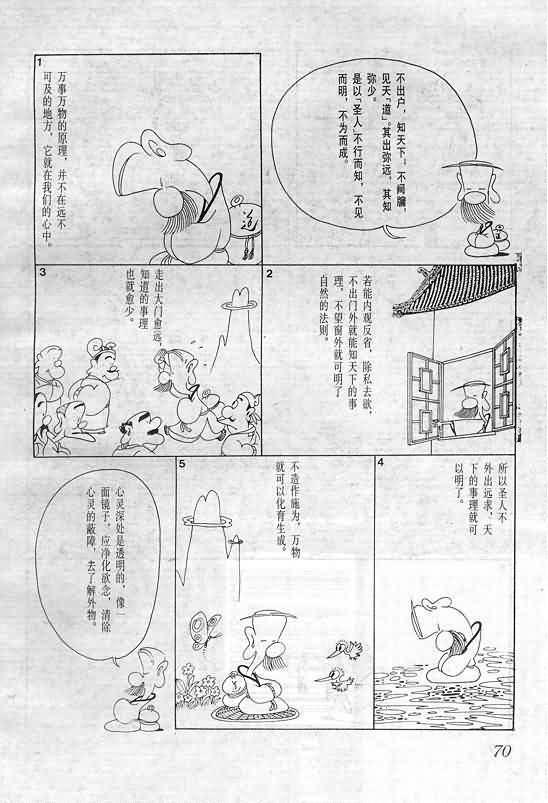 不出户，知天下。不闚牖，
见天「道」。其出弥远，其知
弥少。
是以「圣人」不行而知，不见
而明，不为而成。
1
万事万物的原理，并不在远不
可及的地方，它就在我们的心中。
道
2
若能内观反省，除私去欲，
不出门外就能知天下的事
理，不望窗外就可明了
自然的法则。
3
走出大门愈远，
知道的事理
也就愈少。
4
所以圣人不
外出远求，天
下的事理就可
以明了。
5
不造作施为，万物
就可以化育生成。
心灵深处是透明的，像一
面镜子，应净化欲念，清除
心灵的蔽障，去了解外物。
70